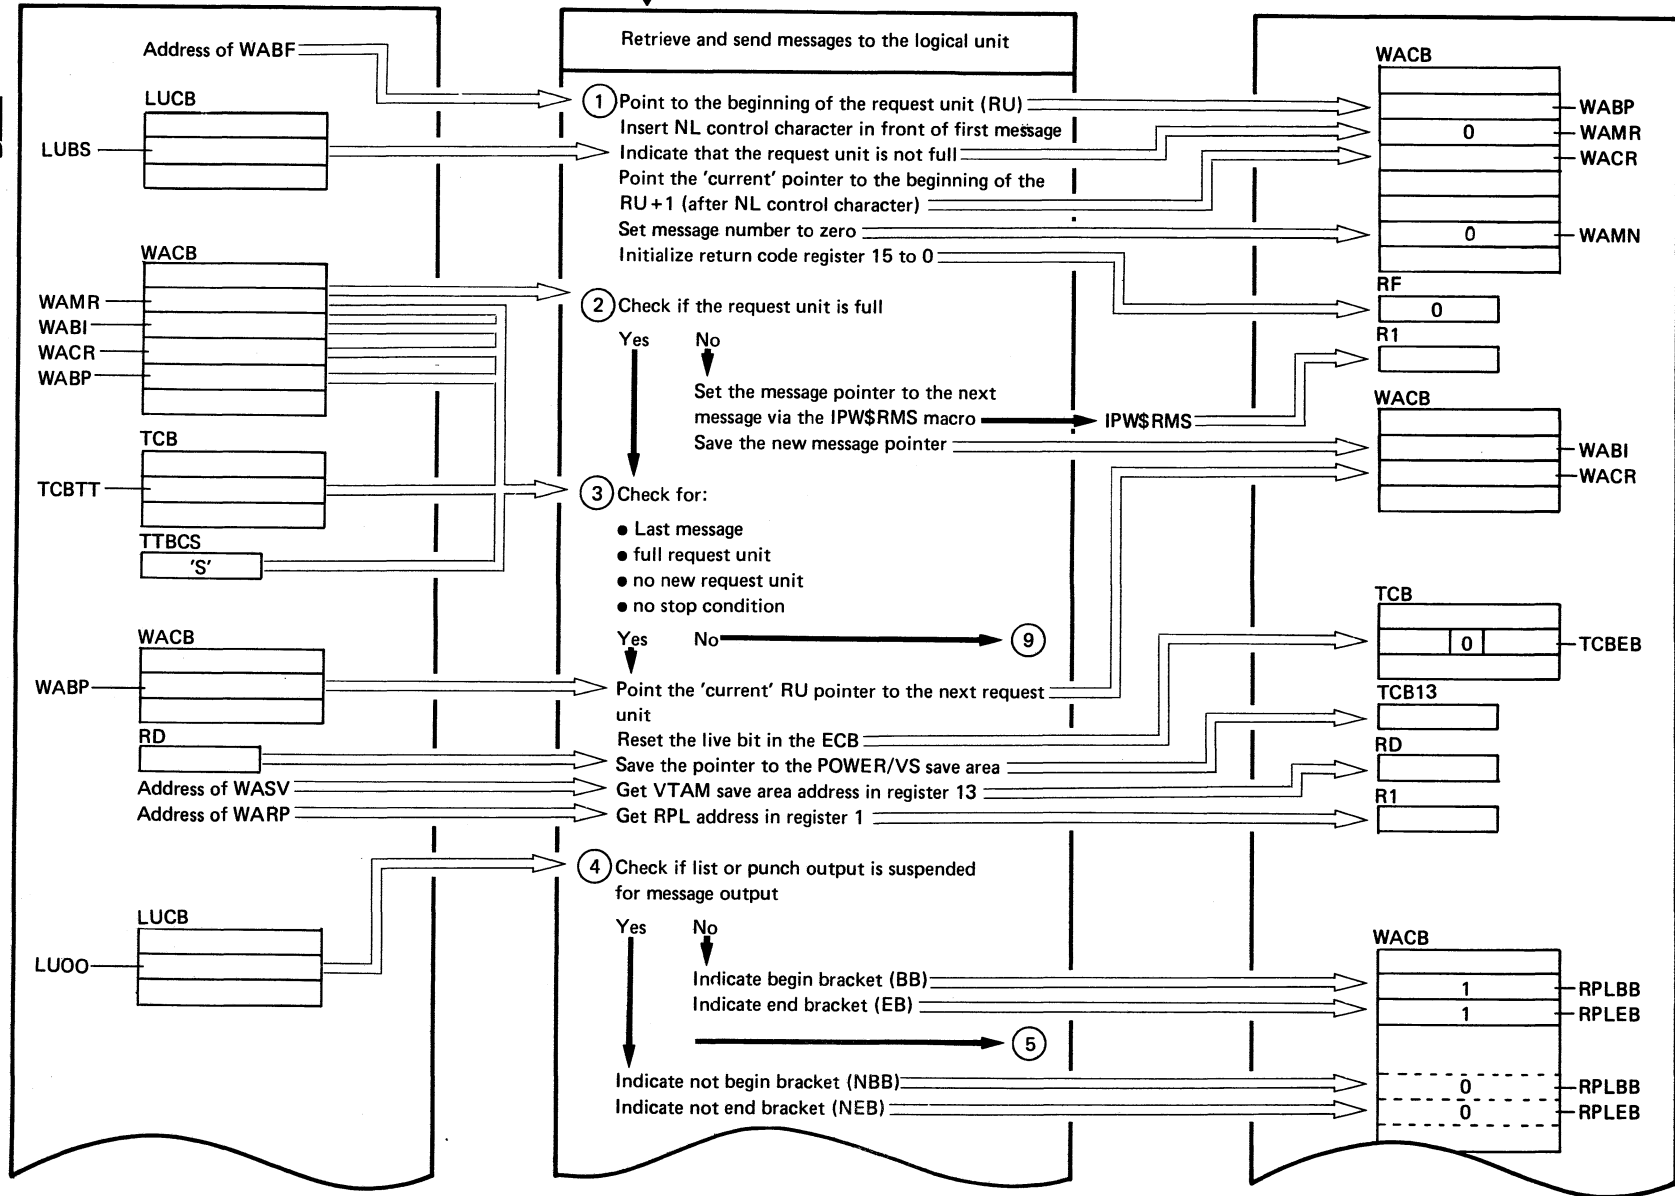 Address of WABF
LUCB
LUBS
WACB
WAMR
WABI
WACR
WABP
TCB
TCBTT
TTBCS
'S'
WACB
WABP
RD
Address of WASV
Address of WARP
LUCB
LUOO
Retrieve and send messages to the logical unit
1 Point to the beginning of the request unit (RU)
Insert NL control character in front of first message
Indicate that the request unit is not full
Point the 'current' pointer to the beginning of the
RU+1 (after NL control character)
Set message number to zero
Initialize return code register 15 to 0
2 Check if the request unit is full
Yes No
Set the message pointer to the next
message via the IPW$RMS macro IPW$RMS
Save the new message pointer
3 Check for:
● Last message
● full request unit
● no new request unit
● no stop condition
Yes No 9
Point the 'current' RU pointer to the next request
unit
Reset the live bit in the ECB
Save the pointer to the POWER/VS save area
Get VTAM save area address in register 13
Get RPL address in register 1
4 Check if list or punch output is suspended
for message output
Yes No
Indicate begin bracket (BB)
Indicate end bracket (EB)
5
Indicate not begin bracket (NBB)
Indicate not end bracket (NEB)
WACB
WABP
0 WAMR
WACR
0 WAMN
RF
0
R1
WACB
WABI
WACR
TCB
0 TCBEB
TCB13
RD
R1
WACB
1 RPLBB
1 RPLEB
0 RPLBB
0 RPLEB